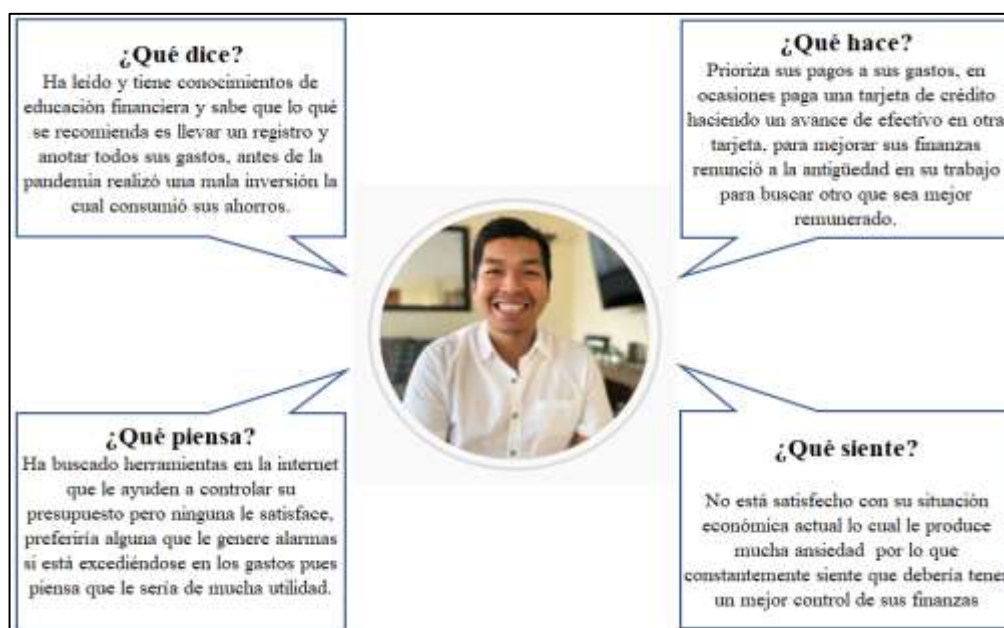 ¿Qué dice?
Ha leído y tiene conocimientos de
educación financiera y sabe que lo qué
se recomienda es llevar un registro y
anotar todos sus gastos, antes de la
pandemia realizó una mala inversión la
cual consumió sus ahorros.
¿Qué hace?
Prioriza sus pagos a sus gastos, en
ocasiones paga una tarjeta de crédito
haciendo un avance de efectivo en otra
tarjeta, para mejorar sus finanzas
renunció a la antigüedad en su trabajo
para buscar otro que sea mejor
remunerado.
¿Qué piensa?
Ha buscado herramientas en la internet
que le ayuden a controlar su
presupuesto pero ninguna le satisface,
preferiría alguna que le genere alarmas
si está excediéndose en los gastos pues
piensa que le sería de mucha utilidad.
¿Qué siente?
No está satisfecho con su situación
económica actual lo cual le produce
mucha ansiedad por lo que
constantemente siente que debería tener
un mejor control de sus finanzas